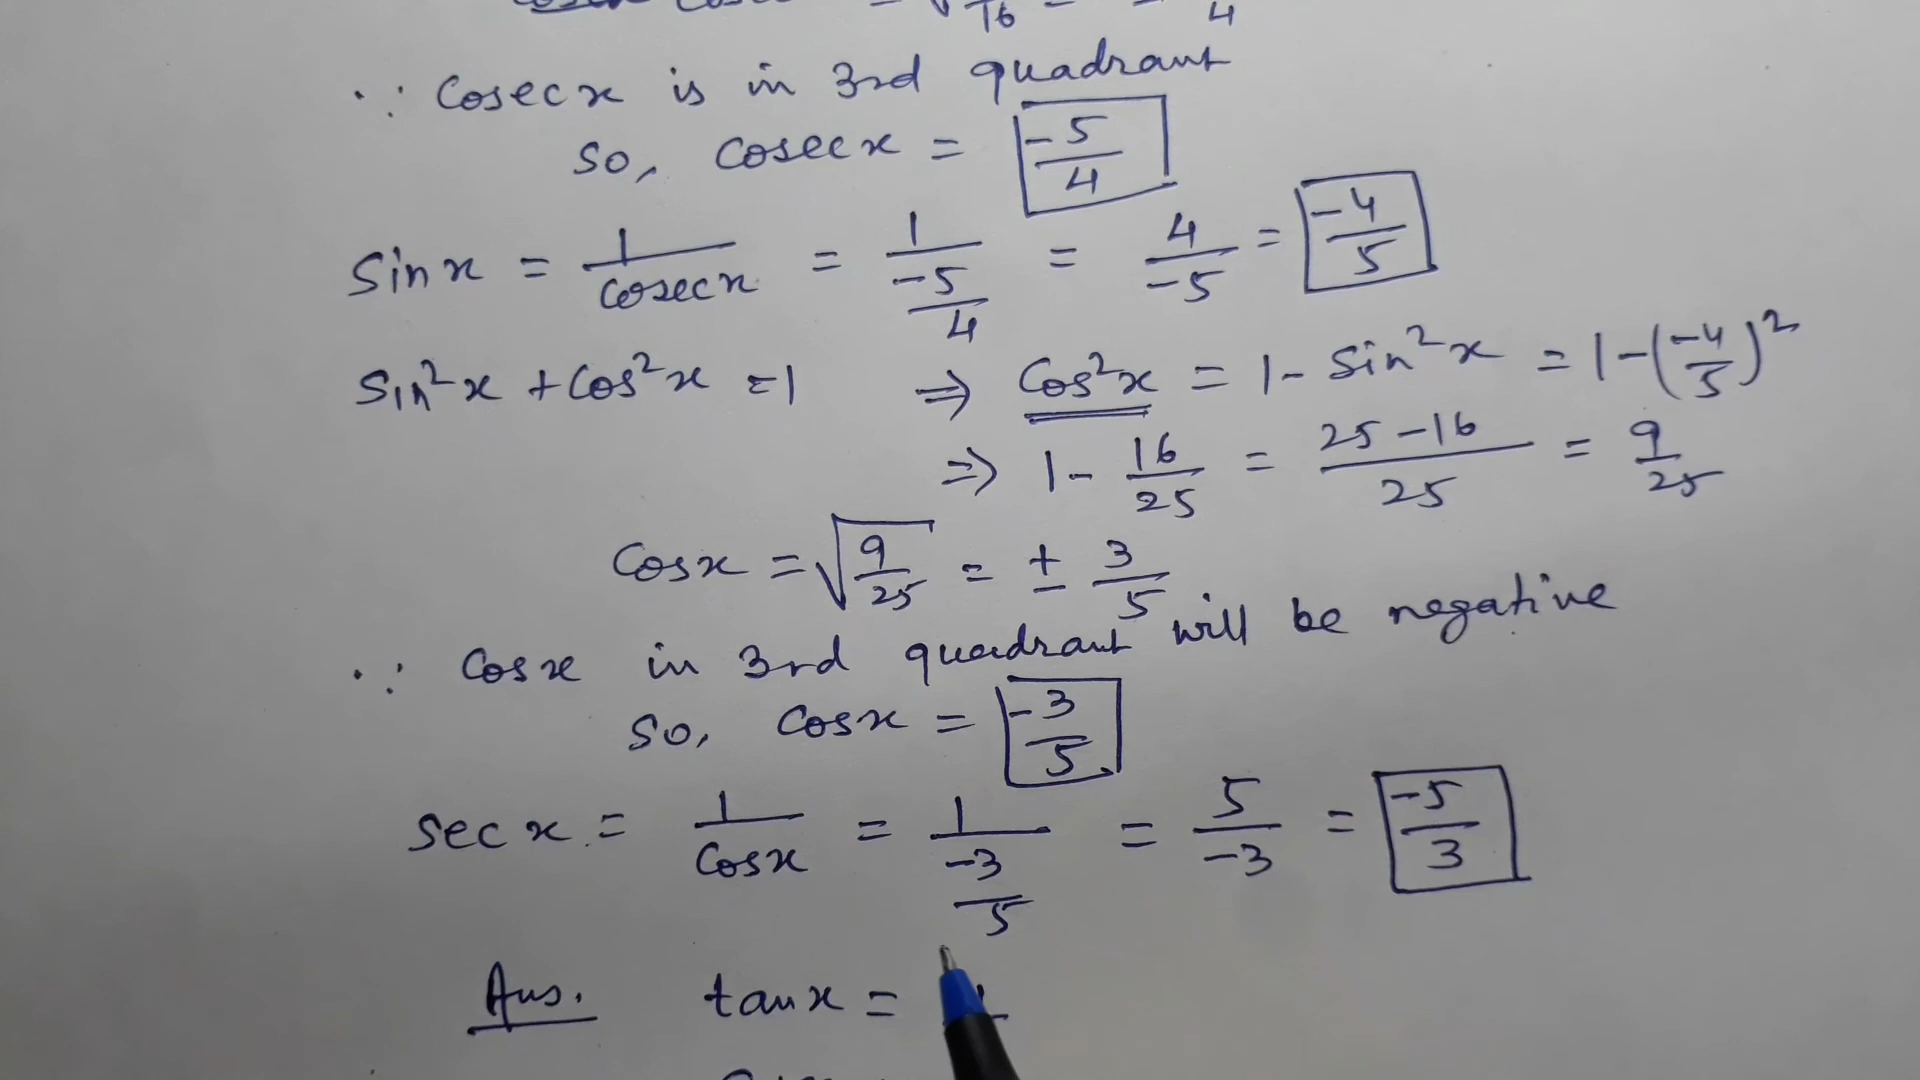 16 4
∵ Cosec x is in 3rd quadrant
So, Cosec x = -5/4
Sin x = 1/Cosec x = 1/(-5/4) = 4/-5 = -4/5
Sin²x + Cos²x = 1 ⇒ Cos²x = 1 - Sin²x = 1 - (-4/5)²
⇒ 1 - 16/25 = (25-16)/25 = 9/25
Cos x = √(9/25) = ± 3/5
∵ Cos x in 3rd quadrant will be negative
So, Cos x = -3/5
Sec x = 1/Cos x = 1/(-3/5) = 5/-3 = -5/3
Ans. tan x =